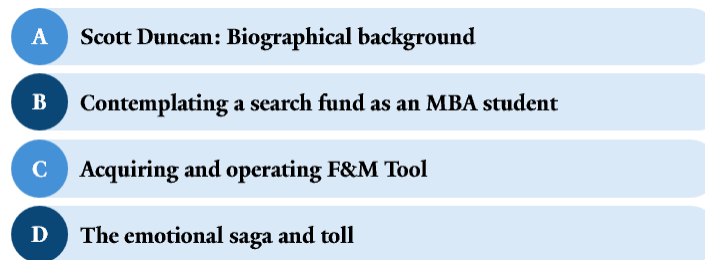 A Scott Duncan: Biographical background
B Contemplating a search fund as an MBA student
C Acquiring and operating F&M Tool
D The emotional saga and toll